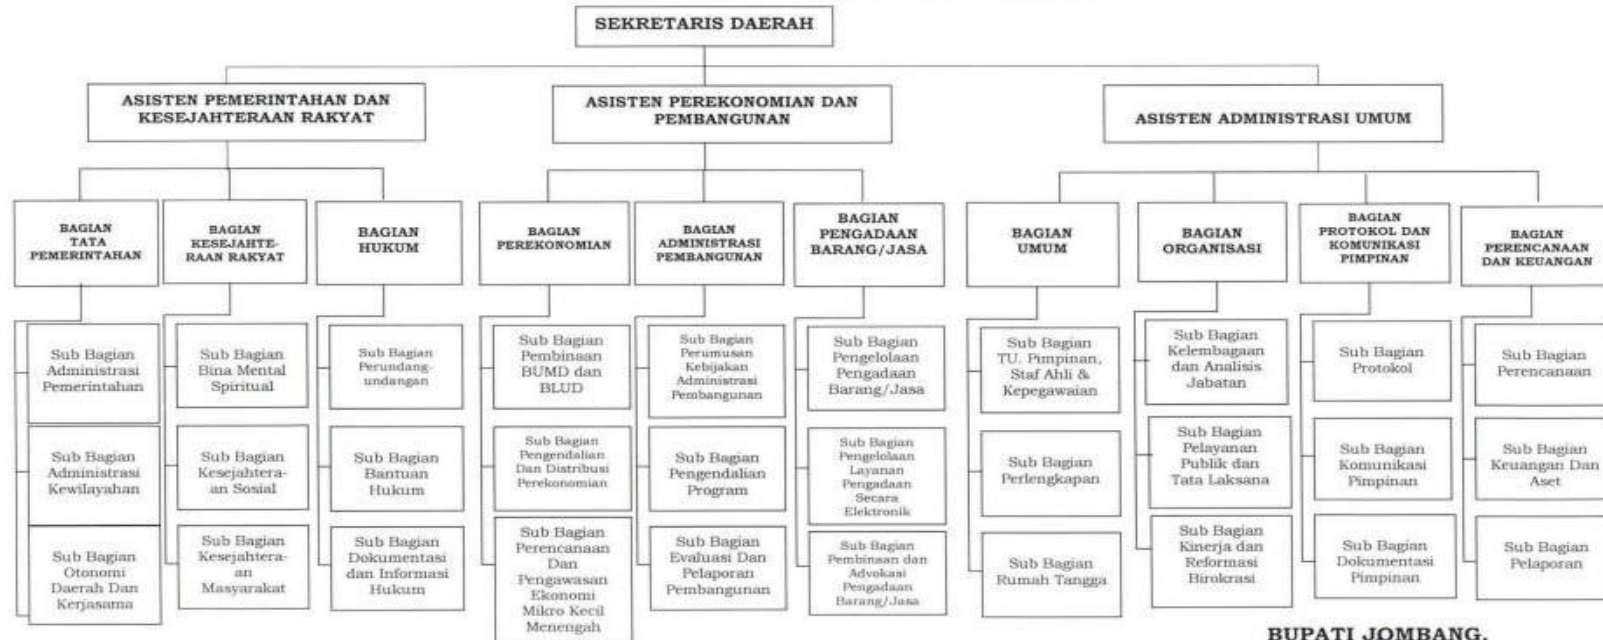 SEKRETARIS DAERAH
ASISTEN PEMERINTAHAN DAN
KESEJAHTERAAN RAKYAT
ASISTEN PEREKONOMIAN DAN
PEMBANGUNAN
ASISTEN ADMINISTRASI UMUM
BAGIAN
TATA
PEMERINTAHAN
BAGIAN
KESEJAHTE-
RAAN RAKYAT
BAGIAN
HUKUM
BAGIAN
PEREKONOMIAN
BAGIAN
ADMINISTRASI
PEMBANGUNAN
BAGIAN
PENGADAAN
BARANG/JASA
BAGIAN
UMUM
BAGIAN
ORGANISASI
BAGIAN
PROTOKOL DAN
KOMUNIKASI
PIMPINAN
BAGIAN
PERENCANAAN
DAN KEUANGAN
Sub Bagian
Administrasi
Pemerintahan
Sub Bagian
Bina Mental
Spiritual
Sub Bagian
Perundang-
undangan
Sub Bagian
Pembinaan
BUMD dan
BLUD
Sub Bagian
Perumusan
Kebijakan
Administrasi
Pembangunan
Sub Bagian
Pengelolaan
Pengadaan
Barang/Jasa
Sub Bagian
TU. Pimpinan,
Staf Ahli &
Kepegawaian
Sub Bagian
Kelembagaan
dan Analisis
Jabatan
Sub Bagian
Protokol
Sub Bagian
Perencanaan
Sub Bagian
Administrasi
Kewilayahan
Sub Bagian
Kesejahtera-
an Sosial
Sub Bagian
Bantuan
Hukum
Sub Bagian
Pengendalian
Dan Distribusi
Perekonomian
Sub Bagian
Pengendalian
Program
Sub Bagian
Pengelolaan
Layanan
Pengadaan
Secara
Elektronik
Sub Bagian
Perlengkapan
Sub Bagian
Pelayanan
Publik dan
Tata Laksana
Sub Bagian
Komunikasi
Pimpinan
Sub Bagian
Keuangan Dan
Aset
Sub Bagian
Otonomi
Daerah Dan
Kerjasama
Sub Bagian
Kesejahtera-
an
Masyarakat
Sub Bagian
Dokumentasi
dan Informasi
Hukum
Sub Bagian
Perencanaan
Dan
Pengawasan
Ekonomi
Mikro Kecil
Menengah
Sub Bagian
Evaluasi Dan
Pelaporan
Pembangunan
Sub Bagian
Pembinaan dan
Advokasi
Pengadaan
Barang/Jasa
Sub Bagian
Rumah Tangga
Sub Bagian
Kinerja dan
Reformasi
Birokrasi
Sub Bagian
Dokumentasi
Pimpinan
Sub Bagian
Pelaporan
BUPATI JOMBANG,